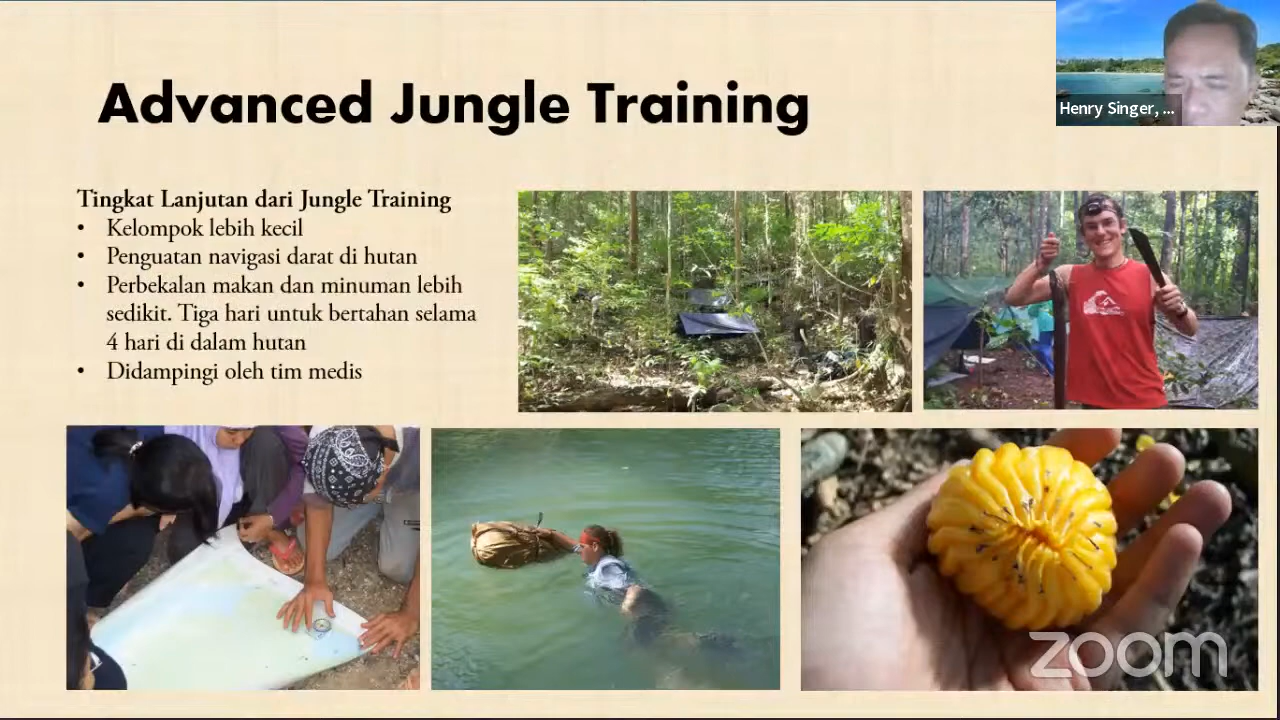 Advanced Jungle Training
Henry Singer, ...
Tingkat Lanjutan dari Jungle Training
• Kelompok lebih kecil
• Penguatan navigasi darat di hutan
• Perbekalan makan dan minuman lebih
sedikit. Tiga hari untuk bertahan selama
4 hari di dalam hutan
• Didampingi oleh tim medis
zoom